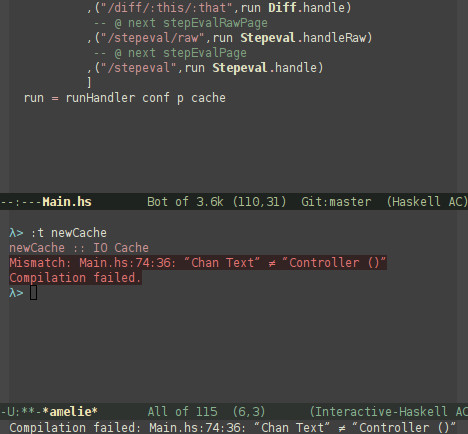 ,("/diff/:this/:that",run Diff.handle)
-- @ next stepEvalRawPage
,("/stepeval/raw",run Stepeval.handleRaw)
-- @ next stepEvalPage
,("/stepeval",run Stepeval.handle)
]
run = runHandler conf p cache
--:---Main.hs Bot of 3.6k (110,31) Git:master (Haskell AC)
λ> :t newCache
newCache :: IO Cache
Mismatch: Main.hs:74:36: “Chan Text” ≠ “Controller ()”
Compilation failed.
λ>
-U:**-*amelie* All of 115 (6,3) (Interactive-Haskell AC
Compilation failed: Main.hs:74:36: “Chan Text” ≠ “Controller ()”